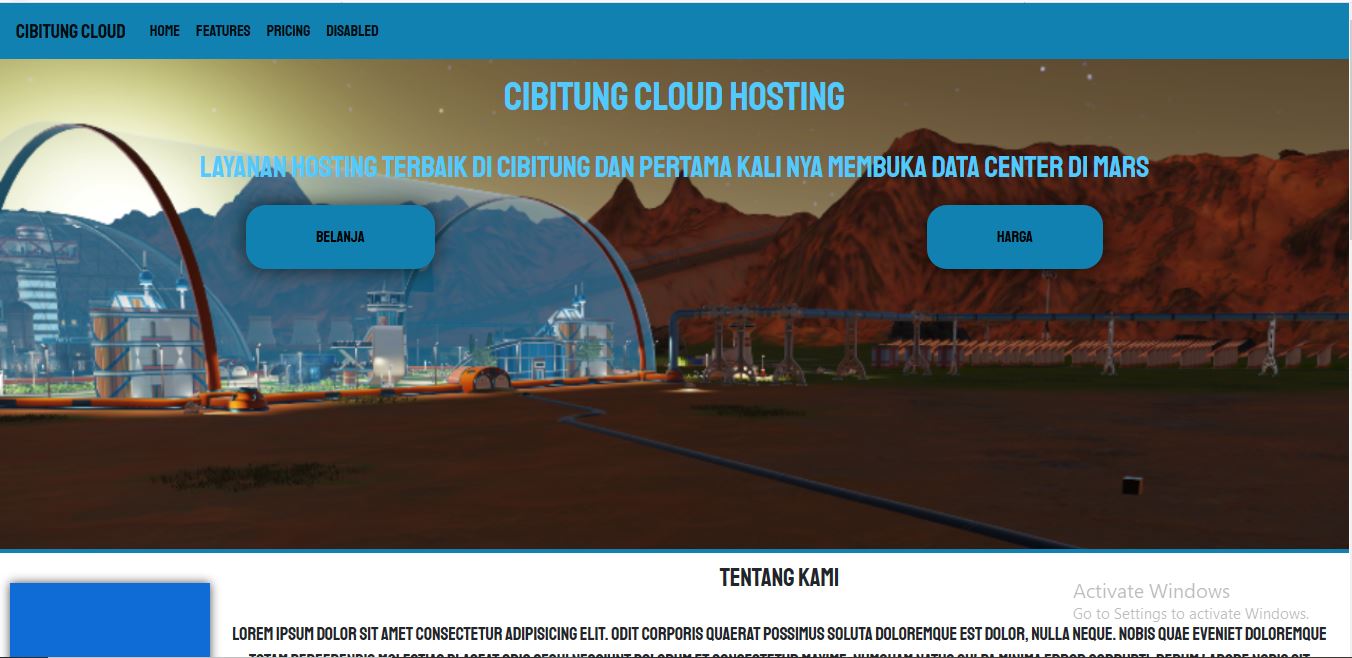 CIBITUNG CLOUD HOME FEATURES PRICING DISABLED
CIBITUNG CLOUD HOSTING
LAYANAN HOSTING TERBAIK DI CIBITUNG DAN PERTAMA KALI NYA MEMBUKA DATA CENTER DI MARS
BELANJA HARGA
TENTANG KAMI
Activate Windows
Go to Settings to activate Windows.
LOREM IPSUM DOLOR SIT AMET CONSECTETUR ADIPISICING ELIT. ODIT CORPORIS QUAERAT POSSIMUS SOLUTA DOLOREMQUE EST DOLOR, NULLA NEQUE. NOBIS QUAE EVENIET DOLOREMQUE